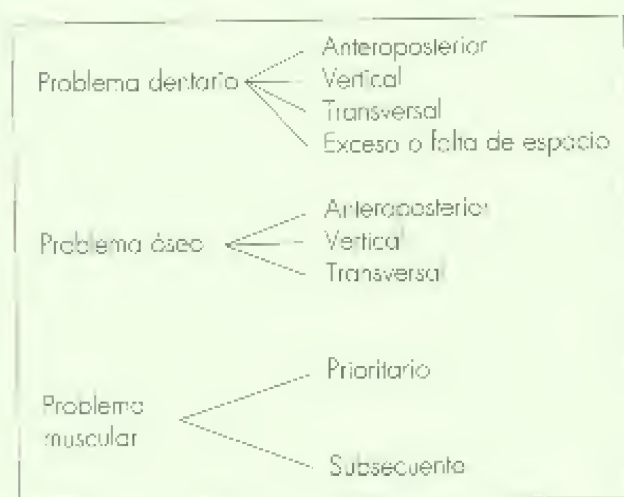 Problema dentario
Anteroposterior
Vertical
Transversal
Exceso o falta de espacio
Problema óseo
Anteroposterior
Vertical
Transversal
Problema
muscular
Prioritario
Subsecuente